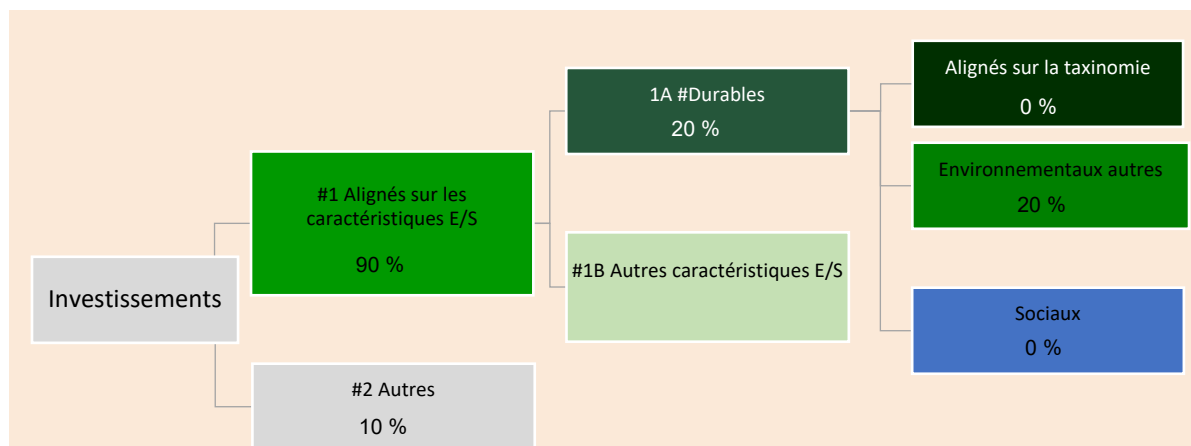 Investissements
#1 Alignés sur les
caractéristiques E/S
90 %
#2 Autres
10 %
1A #Durables
20 %
#1B Autres caractéristiques E/S
Alignés sur la taxinomie
0 %
Environnementaux autres
20 %
Sociaux
0 %